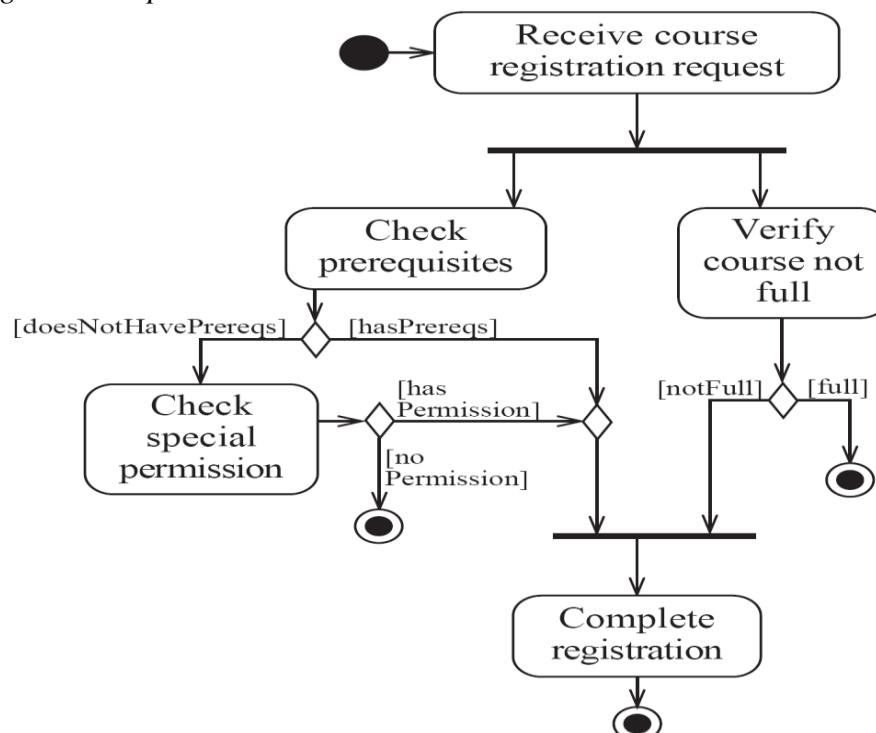 Receive course
registration request
Check
prerequisites
Verify
course not
full
[doesNotHavePrereqs]
[hasPrereqs]
Check
special
permission
[has
Permission]
[no
Permission]
[notFull]
[full]
Complete
registration